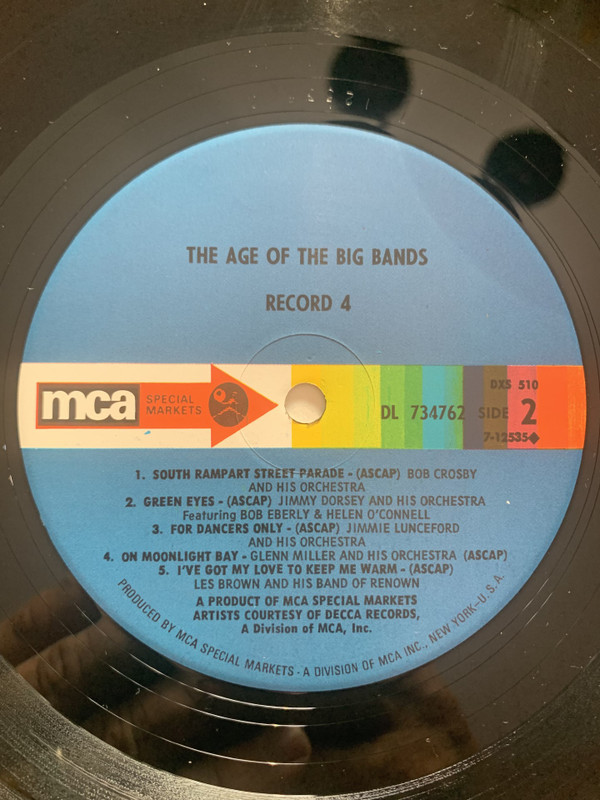 THE AGE OF THE BIG BANDS
RECORD 4
mca
SPECIAL
MARKETS
DXS 510
DL 734762 SIDE 2
7-12535◆
1. SOUTH RAMPART STREET PARADE - (ASCAP) BOB CROSBY
AND HIS ORCHESTRA
2. GREEN EYES - (ASCAP) JIMMY DORSEY AND HIS ORCHESTRA
Featuring BOB EBERLY & HELEN O'CONNELL
3. FOR DANCERS ONLY - (ASCAP) JIMMIE LUNCEFORD
AND HIS ORCHESTRA
4. ON MOONLIGHT BAY - GLENN MILLER AND HIS ORCHESTRA (ASCAP)
5. I'VE GOT MY LOVE TO KEEP ME WARM - (ASCAP)
LES BROWN AND HIS BAND OF RENOWN
A PRODUCT OF MCA SPECIAL MARKETS
ARTISTS COURTESY OF DECCA RECORDS,
A Division of MCA, Inc.
PRODUCED BY MCA SPECIAL MARKETS - A DIVISION OF MCA INC., NEW YORK-U.S.A.